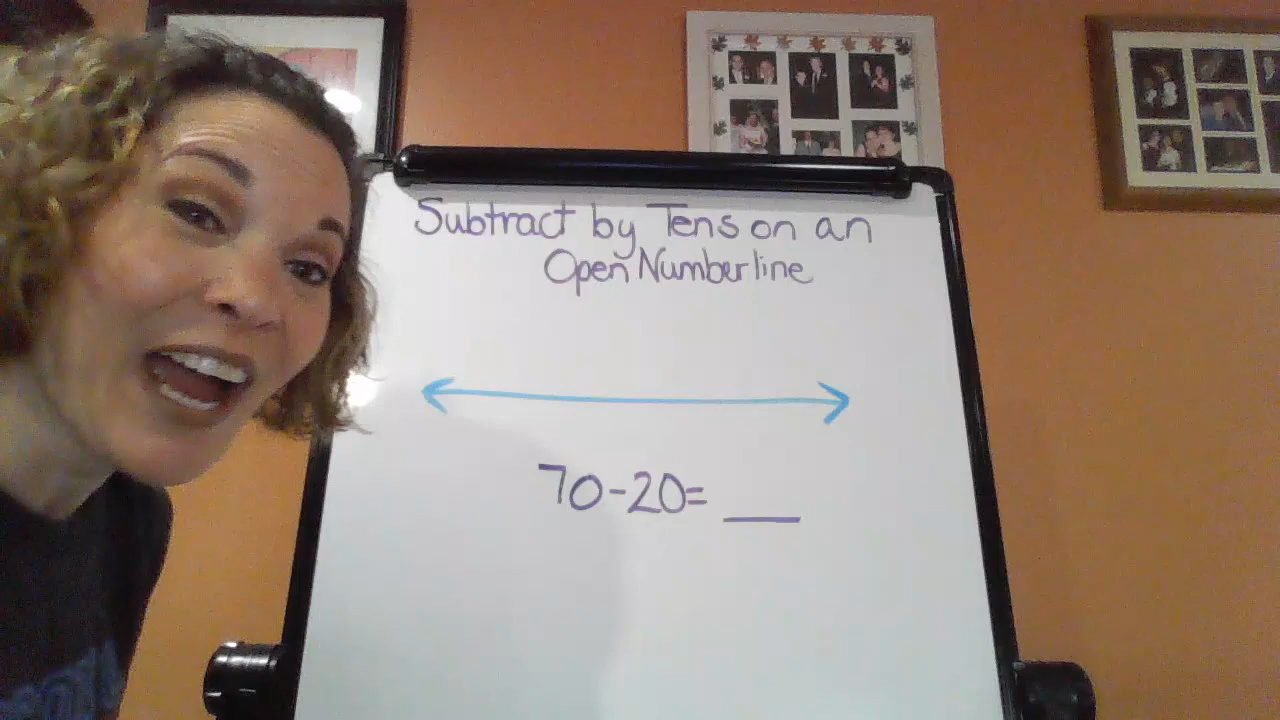 Subtract by Tens on an
Open Numberline
70-20= ___